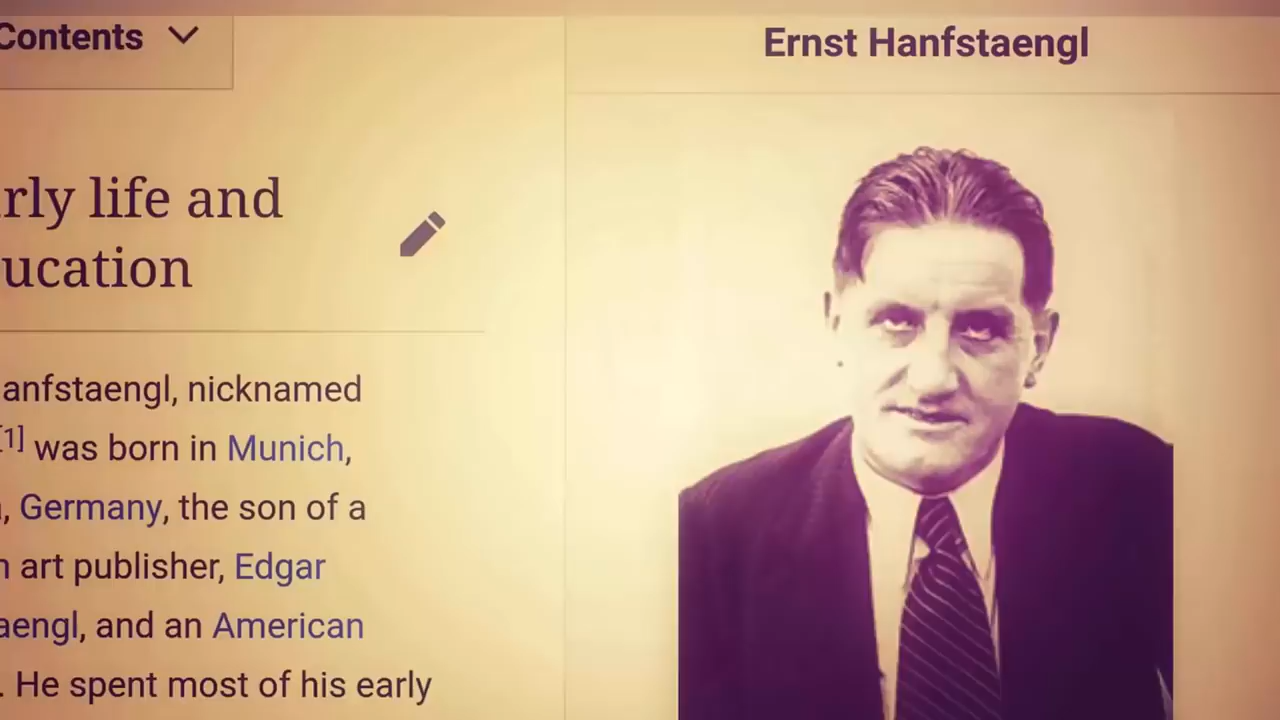 Contents
Ernst Hanfstaengl
rly life and
ucation
anfstaengl, nicknamed
[1] was born in Munich,
, Germany, the son of a
art publisher, Edgar
aengl, and an American
. He spent most of his early